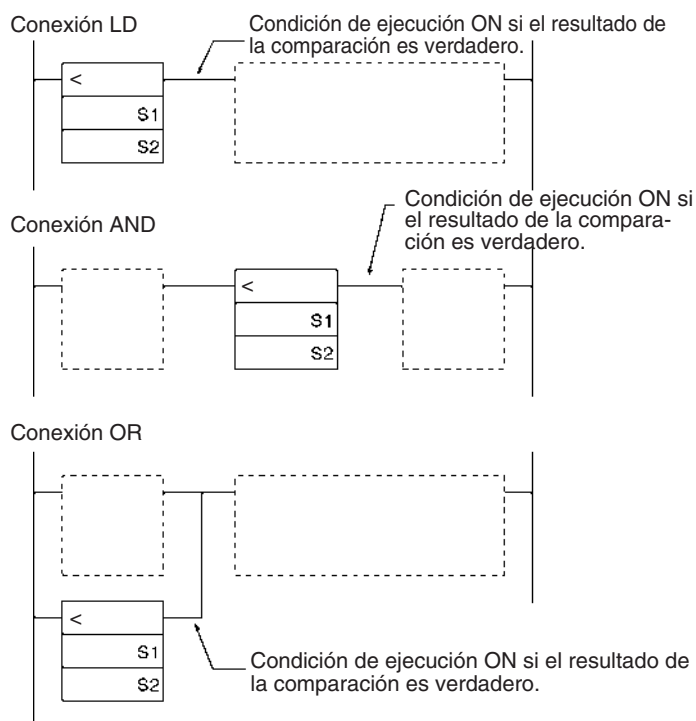 Conexión LD
Condición de ejecución ON si el resultado de
la comparación es verdadero.
<
S1
S2
Conexión AND
Condición de ejecución ON si
el resultado de la compara-
ción es verdadero.
<
S1
S2
Conexión OR
<
S1
S2
Condición de ejecución ON si el resultado de
la comparación es verdadero.